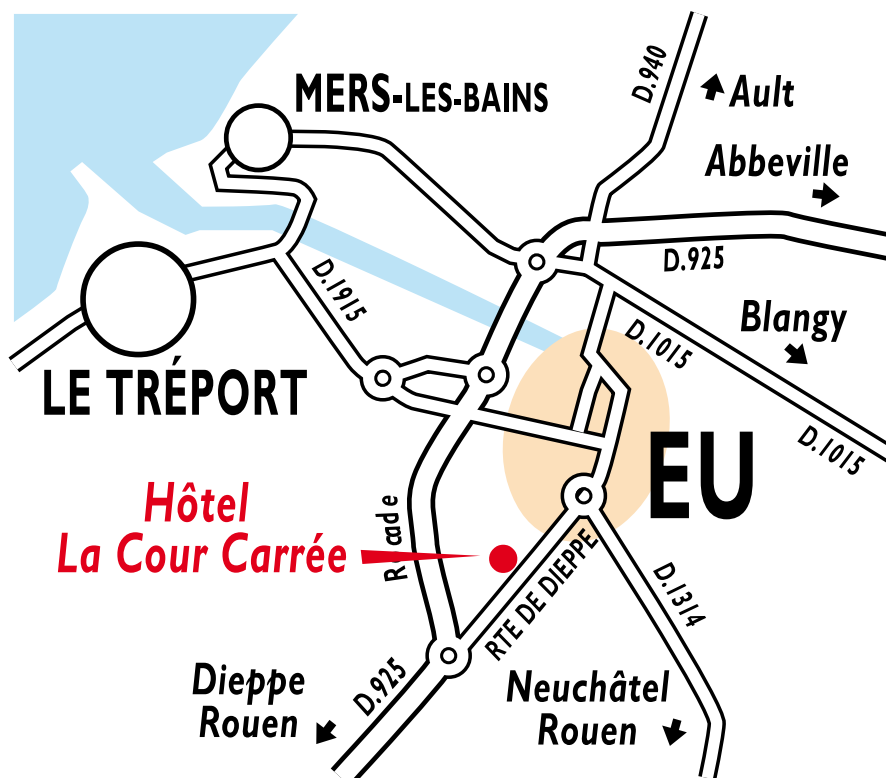 D.940
MERS-LES-BAINS
Ault
Abbeville
D.925
D.1915
Blangy
D.1015
LE TRÉPORT
D.1015
EU
Hôtel
La Cour Carrée
RTE DE DIEPPE
D.1314
Dieppe
Rouen
D.925
Neuchâtel
Rouen